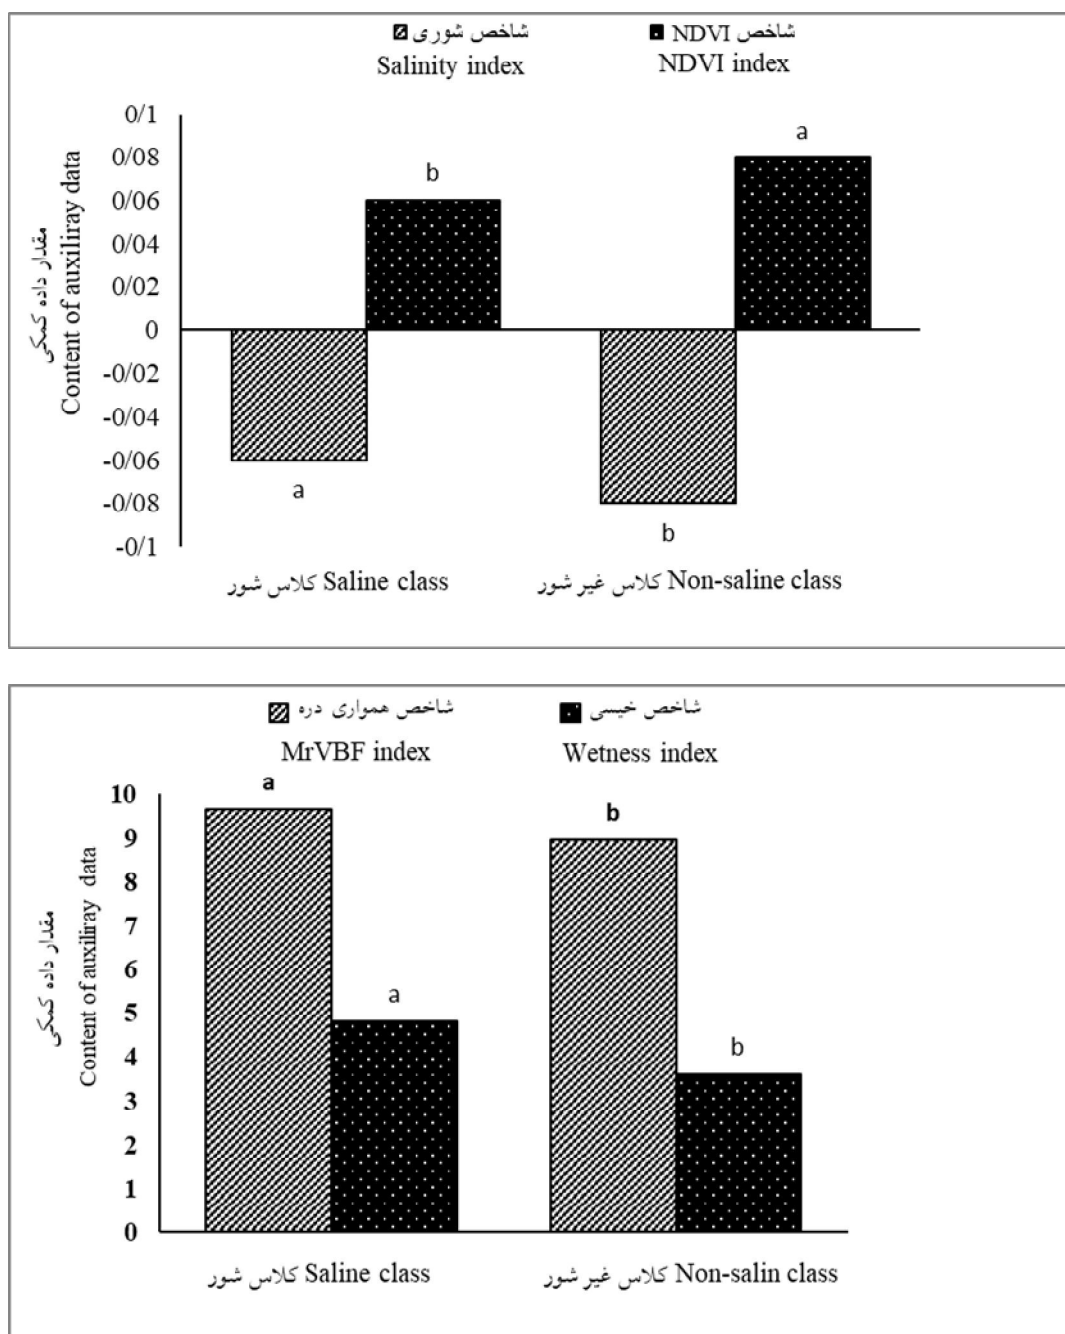 شاخص شوری شاخص NDVI
Salinity index NDVI index
0/1
0/08
0/06
0/04
0/02
0
-0/02
-0/04
-0/06
-0/08
-0/1
مقدار داده کمکی
Content of auxiliray data
b
a
a
b
کلاس شور Saline class
کلاس غیر شور Non-saline class
شاخص همواری دره شاخص خیسی
MrVBF index Wetness index
10
9
8
7
6
5
4
3
2
1
0
مقدار داده کمکی
Content of auxiliray data
a
a
b
b
کلاس شور Saline class
کلاس غیر شور Non-salin class